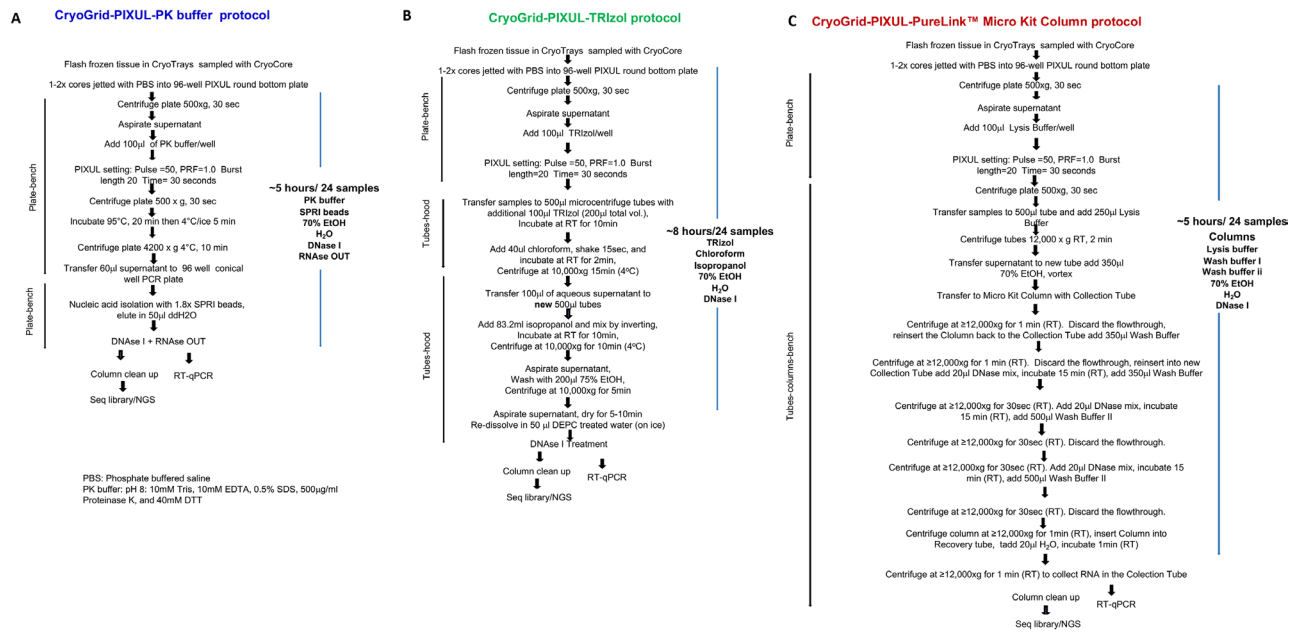 A
CryoGrid-PIXUL-PK buffer protocol
Flash frozen tissue in CryoTrays sampled with CryoCore
1-2x cores jetted with PBS into 96-well PIXUL round bottom plate
Centrifuge plate 500xg, 30 sec
Aspirate supernatant
Add 100µl of PK buffer/well
PIXUL setting: Pulse =50, PRF=1.0 Burst
length 20 Time= 30 seconds
Centrifuge plate 500 x g, 30 sec
Incubate 95°C, 20 min then 4°C/ice 5 min
Centrifuge plate 4200 x g 4°C, 10 min
Transfer 60µl supernatant to 96 well conical
well PCR plate
Nucleic acid isolation with 1.8x SPRI beads,
elute in 50µl ddH2O
DNAse I + RNAse OUT
Column clean up
RT-qPCR
Seq library/NGS
Plate-bench
Plate-bench
~5 hours/ 24 samples
PK buffer
SPRI beads
70% EtOH
H₂O
DNase I
RNAse OUT
PBS: Phosphate buffered saline
PK buffer: pH 8: 10mM Tris, 10mM EDTA, 0.5% SDS, 500µg/ml
Proteinase K, and 40mM DTT
B
CryoGrid-PIXUL-TRIzol protocol
Flash frozen tissue in CryoTrays sampled with CryoCore
1-2x cores jetted with PBS into 96-well PIXUL round bottom plate
Centrifuge plate 500xg, 30 sec
Aspirate supernatant
Add 100µl TRIzol/well
PIXUL setting: Pulse =50, PRF=1.0 Burst
length=20 Time= 30 seconds
Transfer samples to 500µl microcentrifuge tubes with
additional 100µl TRIzol (200µl total vol.),
Incubate at RT for 10min
Add 40ul chloroform, shake 15sec, and
incubate at RT for 2min,
Centrifuge at 10,000xg 15min (4ºC)
Transfer 100µl of aqueous supernatant to
new 500µl tubes
Add 83.2ml isopropanol and mix by inverting,
Incubate at RT for 10min,
Centrifuge at 10,000xg for 10min (4ºC)
Aspirate supernatant,
Wash with 200µl 75% EtOH,
Centrifuge at 10,000xg for 5min
Aspirate supernatant, dry for 5-10min
Re-dissolve in 50 µl DEPC treated water (on ice)
DNAse I Treatment
Column clean up
RT-qPCR
Seq library/NGS
Plate-bench
Tubes-hood
Tubes-hood
~8 hours/24 samples
TRizol
Chloroform
Isopropanol
70% EtOH
H₂O
DNase I
C
CryoGrid-PIXUL-PureLink™ Micro Kit Column protocol
Flash frozen tissue in CryoTrays sampled with CryoCore
1-2x cores jetted with PBS into 96-well PIXUL round bottom plate
Centrifuge plate 500xg, 30 sec
Aspirate supernatant
Add 100µl Lysis Buffer/well
PIXUL setting: Pulse =50, PRF=1.0 Burst
length=20 Time= 30 seconds
Centrifuge plate 500xg, 30 sec
Transfer samples to 500µl tube and add 250µl Lysis
Buffer
Centrifuge tubes 12,000 x g RT, 2 min
Transfer supernatant to new tube add 350µl
70% EtOH, vortex
Transfer to Micro Kit Column with Collection Tube
Centrifuge at ≥12,000xg for 1 min (RT). Discard the flowthrough,
reinsert the Clolumn back to the Collection Tube add 350µl Wash Buffer
Centrifuge at ≥12,000xg for 1 min (RT). Discard the flowthrough, reinsert into new
Collection Tube add 20µl DNase mix, incubate 15 min (RT), add 350µl Wash Buffer
Centrifuge at ≥12,000xg for 30sec (RT). Add 20µl DNase mix, incubate
15 min (RT), add 500µl Wash Buffer II
Centrifuge at ≥12,000xg for 30sec (RT). Discard the flowthrough.
Centrifuge at ≥12,000xg for 30sec (RT). Add 20µl DNase mix, incubate 15
min (RT), add 500µl Wash Buffer II
Centrifuge at ≥12,000xg for 30sec (RT). Discard the flowthrough.
Centrifuge column at ≥12,000xg for 1min (RT), insert Column into
Recovery tube, tadd 20µl H₂O, incubate 1min (RT)
Centrifuge at ≥12,000xg for 1 min (RT) to collect RNA in the Colection Tube
Column clean up
RT-qPCR
Seq library/NGS
Plate-bench
Tubes-columns-bench
~5 hours/ 24 samples
Columns
Lysis buffer
Wash buffer I
Wash buffer ii
70% EtOH
H₂O
DNase I